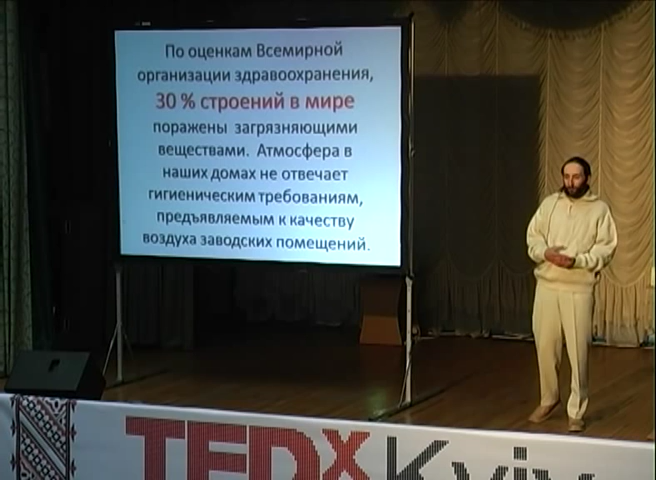 По оценкам Всемирной
организации здравоохранения,
30 % строений в мире
поражены загрязняющими
веществами. Атмосфера в
наших домах не отвечает
гигиеническим требованиям,
предъявляемым к качеству
воздуха заводских помещений.
TEDxKyiv